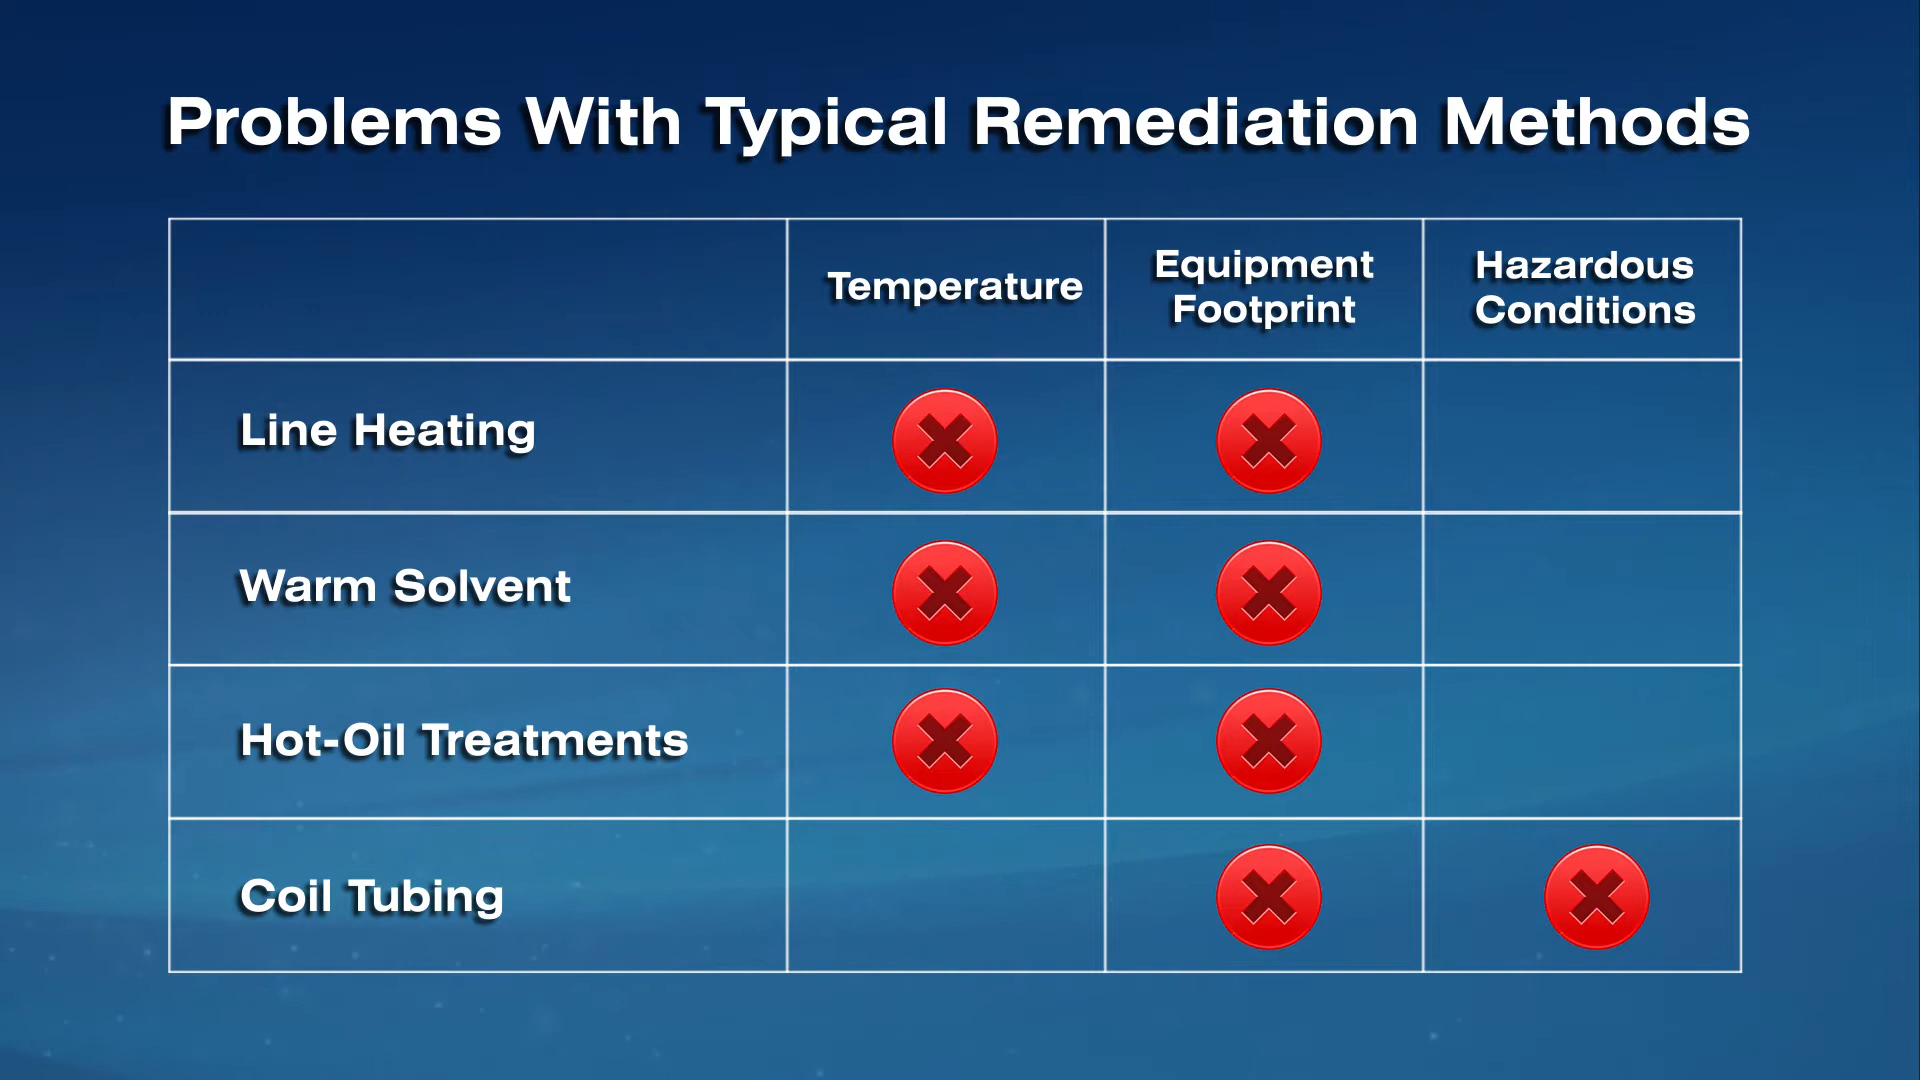 Problems With Typical Remediation Methods
Temperature
Equipment
Footprint
Hazardous
Conditions
Line Heating
Warm Solvent
Hot-Oil Treatments
Coil Tubing